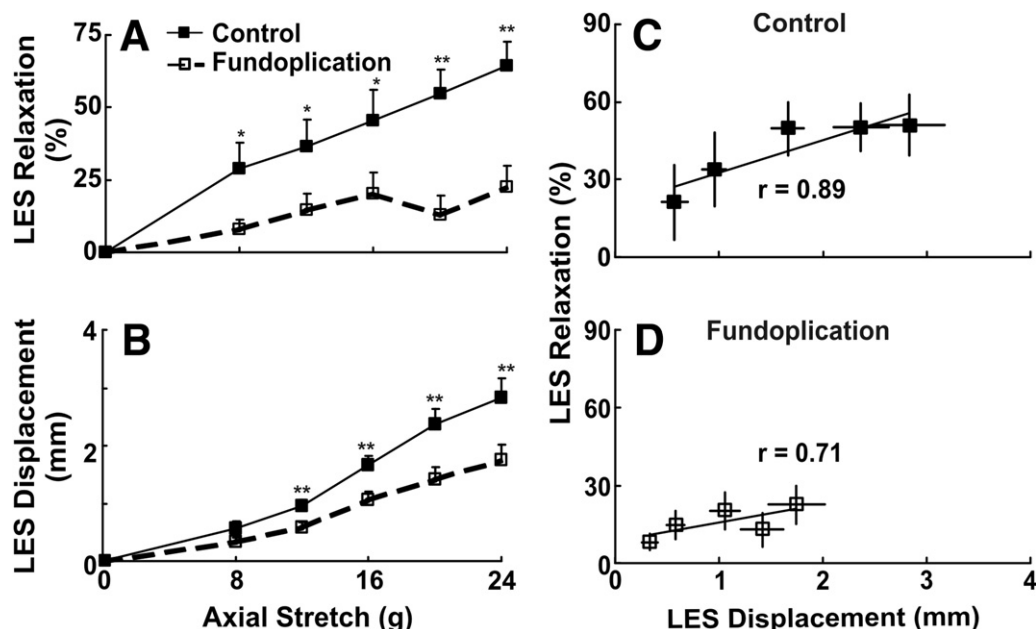 A
Control
Fundoplication
75
50
25
0
LES Relaxation
(%)
*
*
*
**
**
B
4
2
0
LES Displacement
(mm)
**
**
**
**
0
8
16
24
Axial Stretch (g)
C
Control
90
60
30
0
r = 0.89
LES Relaxation (%)
D
Fundoplication
90
60
30
0
r = 0.71
0
1
2
3
4
LES Displacement (mm)